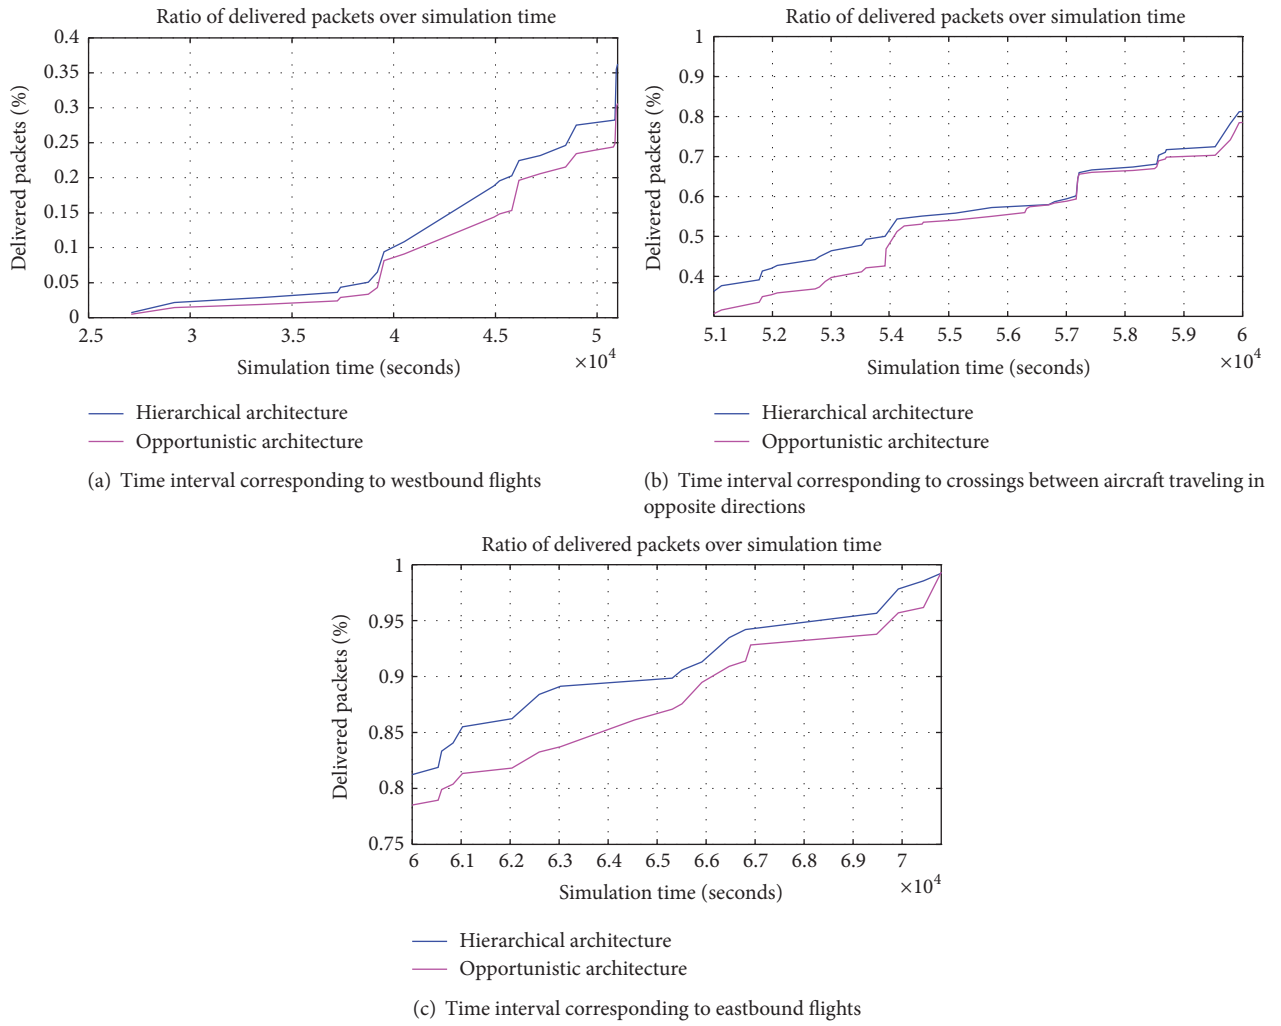 Ratio of delivered packets over simulation time
0.4
0.35
0.3
0.25
0.2
0.15
0.1
0.05
0
Delivered packets (%)
2.5 3 3.5 4 4.5 5
×10⁴
Simulation time (seconds)
Hierarchical architecture
Opportunistic architecture
(a) Time interval corresponding to westbound flights
Ratio of delivered packets over simulation time
1
0.9
0.8
0.7
0.6
0.5
0.4
Delivered packets (%)
5.1 5.2 5.3 5.4 5.5 5.6 5.7 5.8 5.9 6
×10⁴
Simulation time (seconds)
Hierarchical architecture
Opportunistic architecture
(b) Time interval corresponding to crossings between aircraft traveling in
opposite directions
Ratio of delivered packets over simulation time
1
0.95
0.9
0.85
0.8
0.75
Delivered packets (%)
6 6.1 6.2 6.3 6.4 6.5 6.6 6.7 6.8 6.9 7
×10⁴
Simulation time (seconds)
Hierarchical architecture
Opportunistic architecture
(c) Time interval corresponding to eastbound flights